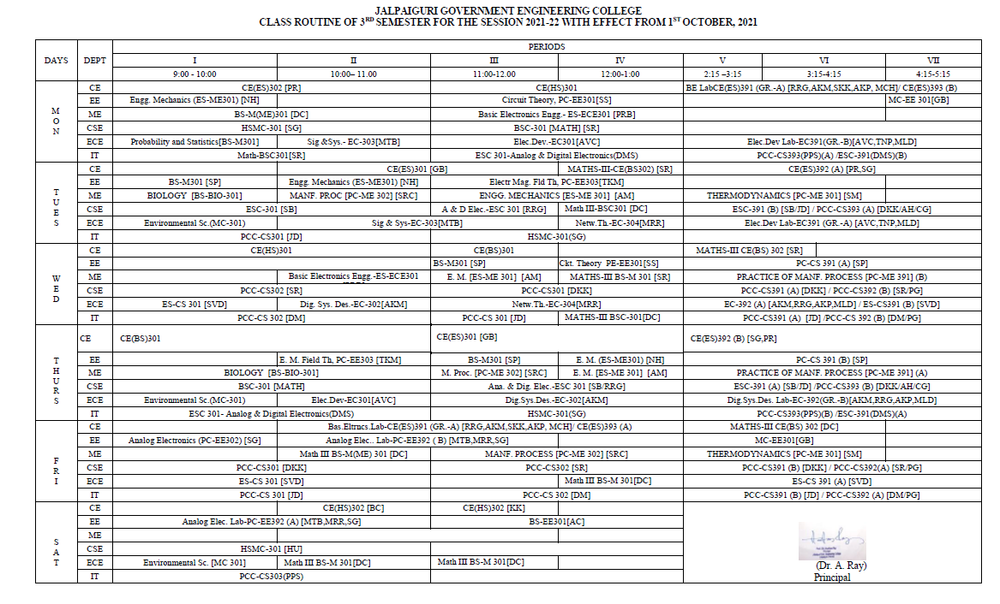 JALPAIGURI GOVERNMENT ENGINEERING COLLEGE
CLASS ROUTINE OF 3RD SEMESTER FOR THE SESSION 2021-22 WITH EFFECT FROM 1ST OCTOBER, 2021
DAYS DEPT PERIODS
I II III IV V VI VII
9:00 - 10:00 10:00– 11.00 11:00-12.00 12:00-1:00 2:15 –3:15 3:15-4:15 4:15-5:15
MON
CE CE(ES)302 [PR] CE(HS)301 BE LabCE(ES)391 (GR.-A) [RRG,AKM,SKK,AKP, MCH]/ CE(ES)393 (B)
EE Engg. Mechanics (ES-ME301) [NH] Circuit Theory, PC-EE301[SS] MC-EE 301[GB]
ME BS-M(ME)301 [DC] Basic Electronics Engg.- ES-ECE301 [PRB]
CSE HSMC-301 [SG] BSC-301 [MATH] [SR]
ECE Probability and Statistics[BS-M301] Sig &Sys.- EC-303[MTB] Elec.Dev.-EC301[AVC] Elec.Dev Lab-EC391(GR.-B)[AVC,TNP,MLD]
IT Math-BSC301[SR] ESC 301-Analog & Digital Electronics(DMS) PCC-CS393(PPS)(A) /ESC-391(DMS)(B)
TUES
CE CE(ES)301 [GB] MATHS-III-CE(BS302) [SR] CE(ES)392 (A) [PR,SG]
EE BS-M301 [SP] Engg. Mechanics (ES-ME301) [NH] Electr Mag. Fld Th, PC-EE303[TKM]
ME BIOLOGY [BS-BIO-301] MANF. PROC [PC-ME 302] [SRC] ENGG. MECHANICS [ES-ME 301] [AM] THERMODYNAMICS [PC-ME 301] [SM]
CSE ESC-301 [SB] A & D Elec.-ESC 301 [RRG] Math III-BSC301 [DC] ESC-391 (B) [SB/JD] / PCC-CS393 (A) [DKK/AH/CG]
ECE Environmental Sc.(MC-301) Sig & Sys-EC-303[MTB] Netw.Th.-EC-304[MRR] Elec.Dev Lab-EC391 (GR.-A) [AVC,TNP,MLD]
IT PCC-CS301 [JD] HSMC-301(SG)
WED
CE CE(HS)301 CE(BS)301 MATHS-III CE(BS) 302 [SR]
EE BS-M301 [SP] Ckt. Theory PE-EE301[SS] PC-CS 391 (A) [SP]
ME Basic Electronics Engg.-ES-ECE301 E. M. [ES-ME 301] [AM] MATHS-III BS-M 301 [SR] PRACTICE OF MANF. PROCESS [PC-ME 391] (B)
CSE PCC-CS302 [SR] PCC-CS301 [DKK] PCC-CS391 (A) [DKK] / PCC-CS392 (B) [SR/PG]
ECE ES-CS 301 [SVD] Dig. Sys. Des.-EC-302[AKM] Netw.Th.-EC-304[MRR] EC-392 (A) [AKM,RRG,AKP,MLD] / ES-CS391 (B) [SVD]
IT PCC-CS 302 [DM] PCC-CS 301 [JD] MATHS-III BSC-301[DC] PCC-CS391 (A) [JD] /PCC-CS 392 (B) [DM/PG]
THURS
CE CE(BS)301 CE(ES)301 [GB] CE(ES)392 (B) [SG,PR]
EE E. M. Field Th, PC-EE303 [TKM] BS-M301 [SP] E. M. (ES-ME301) [NH] PC-CS 391 (B) [SP]
ME BIOLOGY [BS-BIO-301] M. Proc. [PC-ME 302] [SRC] E. M. [ES-ME 301] [AM] PRACTICE OF MANF. PROCESS [PC-ME 391] (A)
CSE BSC-301 [MATH] Ana. & Dig. Elec.-ESC 301 [SB/RRG] ESC-391 (A) [SB/JD] /PCC-CS393 (B) [DKK/AH/CG]
ECE Environmental Sc.(MC-301) Elec.Dev-EC301[AVC] Dig.Sys.Des.-EC-302[AKM] Dig.Sys.Des. Lab-EC-392(GR.-B)[AKM,RRG,AKP,MLD]
IT ESC 301- Analog & Digital Electronics(DMS) HSMC-301(SG) PCC-CS393(PPS)(B) /ESC-391(DMS)(A)
FRI
CE Bas.Eltrncs.Lab-CE(ES)391 (GR.-A) [RRG,AKM,SKK,AKP, MCH]/ CE(ES)393 (A) MATHS-III CE(BS) 302 [DC]
EE Analog Electronics (PC-EE302) [SG] Analog Elec.. Lab-PC-EE392 ( B) [MTB,MRR,SG] MC-EE301[GB]
ME Math III BS-M(ME) 301 [DC] MANF. PROCESS [PC-ME 302] [SRC] THERMODYNAMICS [PC-ME 301] [SM]
CSE PCC-CS301 [DKK] PCC-CS302 [SR] PCC-CS391 (B) [DKK] / PCC-CS392(A) [SR/PG]
ECE ES-CS 301 [SVD] Math III BS-M 301[DC] ES-CS 391 (A) [SVD]
IT PCC-CS 301 [JD] PCC-CS 302 [DM] PCC-CS391 (B) [JD] / PCC-CS392 (A) [DM/PG]
SAT
CE CE(HS)302 [BC] CE(HS)302 [KK]
EE Analog Elec. Lab-PC-EE392 (A) [MTB,MRR,SG] BS-EE301[AC]
ME
CSE HSMC-301 [HU]
ECE Environmental Sc. [MC 301] Math III BS-M 301[DC] Math III BS-M 301[DC]
IT PCC-CS303(PPS)
(Dr. A. Ray)
Principal